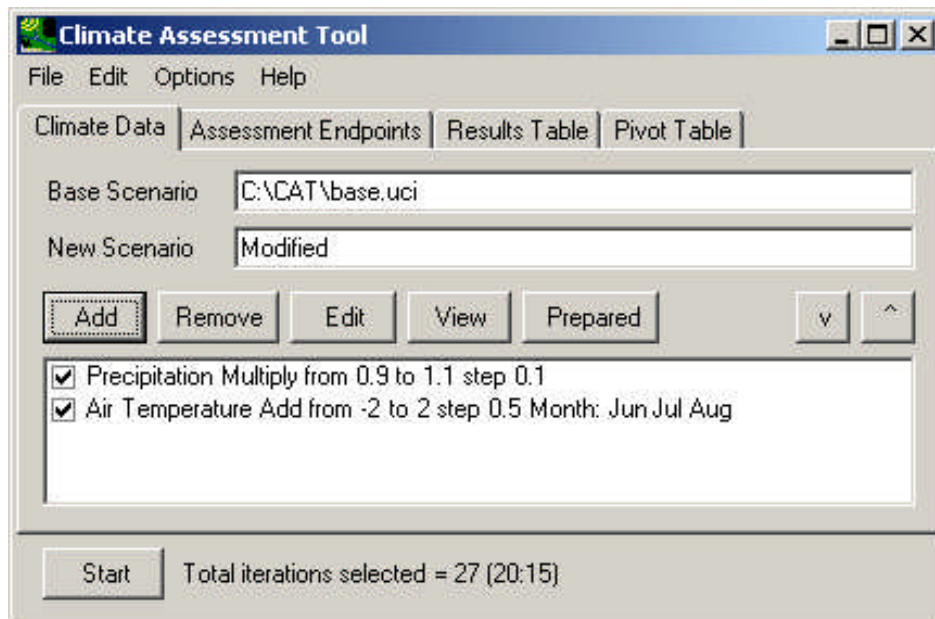 Climate Assessment Tool
File Edit Options Help
Climate Data Assessment Endpoints Results Table Pivot Table
Base Scenario C:\CAT\base.uci
New Scenario Modified
Add Remove Edit View Prepared v ^
Precipitation Multiply from 0.9 to 1.1 step 0.1
Air Temperature Add from -2 to 2 step 0.5 Month: Jun Jul Aug
Start Total iterations selected = 27 (20:15)